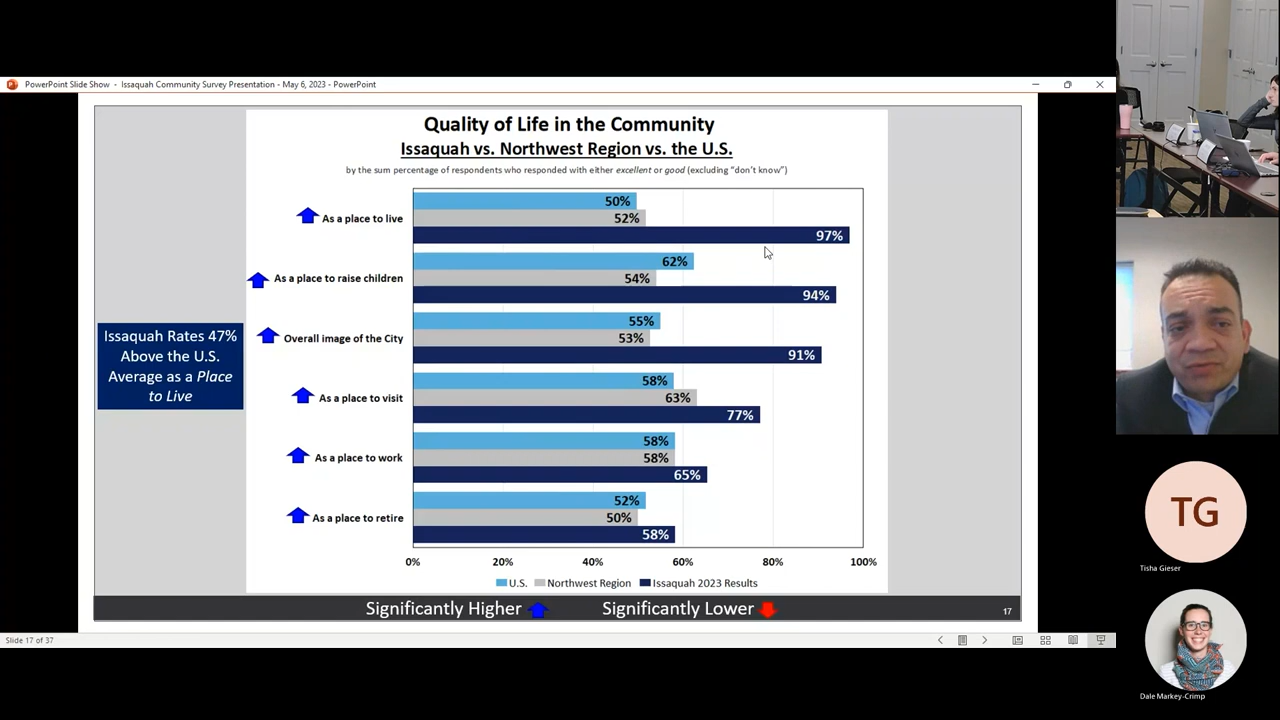 PowerPoint Slide Show - Issaquah Community Survey Presentation - May 6, 2023 - PowerPoint
Quality of Life in the Community
Issaquah vs. Northwest Region vs. the U.S.
by the sum percentage of respondents who responded with either excellent or good (excluding "don't know")
As a place to live
50%
52%
97%
As a place to raise children
62%
54%
94%
Overall image of the City
55%
53%
91%
As a place to visit
58%
63%
77%
As a place to work
58%
58%
65%
As a place to retire
52%
50%
58%
0% 20% 40% 60% 80% 100%
U.S. Northwest Region Issaquah 2023 Results
Issaquah Rates 47%
Above the U.S.
Average as a Place
to Live
Significantly Higher Significantly Lower
17
Slide 17 of 37
TG
Tisha Gieser
Dale Markey-Crimp